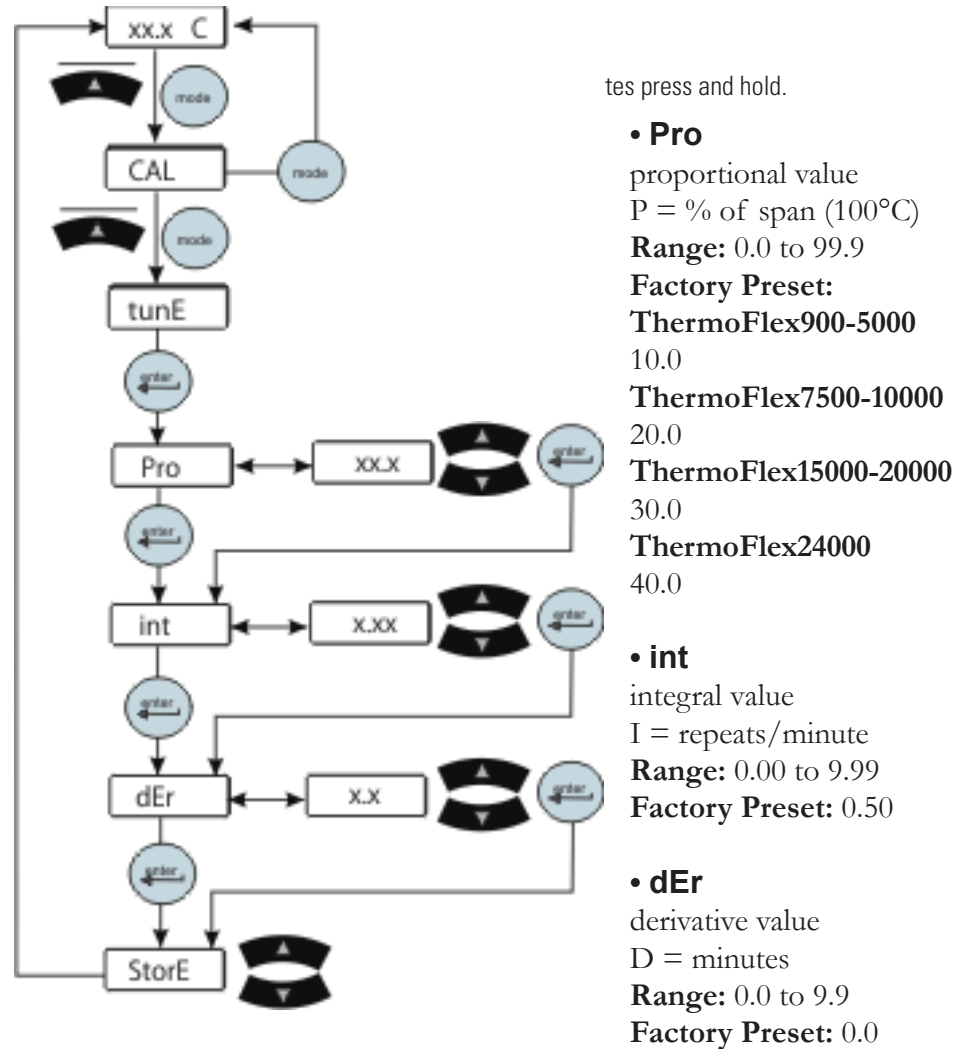 xx.x C
mode
CAL
mode
mode
tunE
enter
Pro
xx.x
enter
enter
int
x.xx
enter
enter
dEr
x.x
enter
enter
StorE
tes press and hold.
• Pro
proportional value
P = % of span (100°C)
Range: 0.0 to 99.9
Factory Preset:
ThermoFlex900-5000
10.0
ThermoFlex7500-10000
20.0
ThermoFlex15000-20000
30.0
ThermoFlex24000
40.0
• int
integral value
I = repeats/minute
Range: 0.00 to 9.99
Factory Preset: 0.50
• dEr
derivative value
D = minutes
Range: 0.0 to 9.9
Factory Preset: 0.0